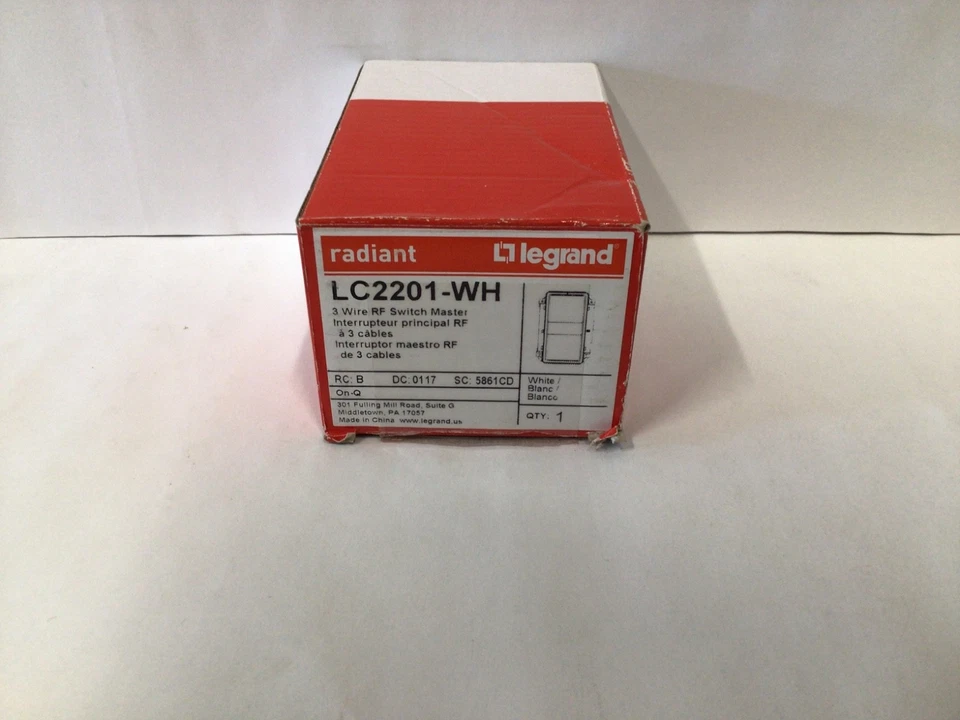 radiant
legrand®
LC2201-WH
3 Wire RF Switch Master
Interrupteur principal RF
à 3 câbles
Interruptor maestro RF
de 3 cables
RC: B DC: 0117 SC: 5861CD
On-Q
301 Fulling Mill Road, Suite G
Middletown, PA 17057
Made in China www.legrand.us
White /
Blanc /
Blanco
QTY: 1